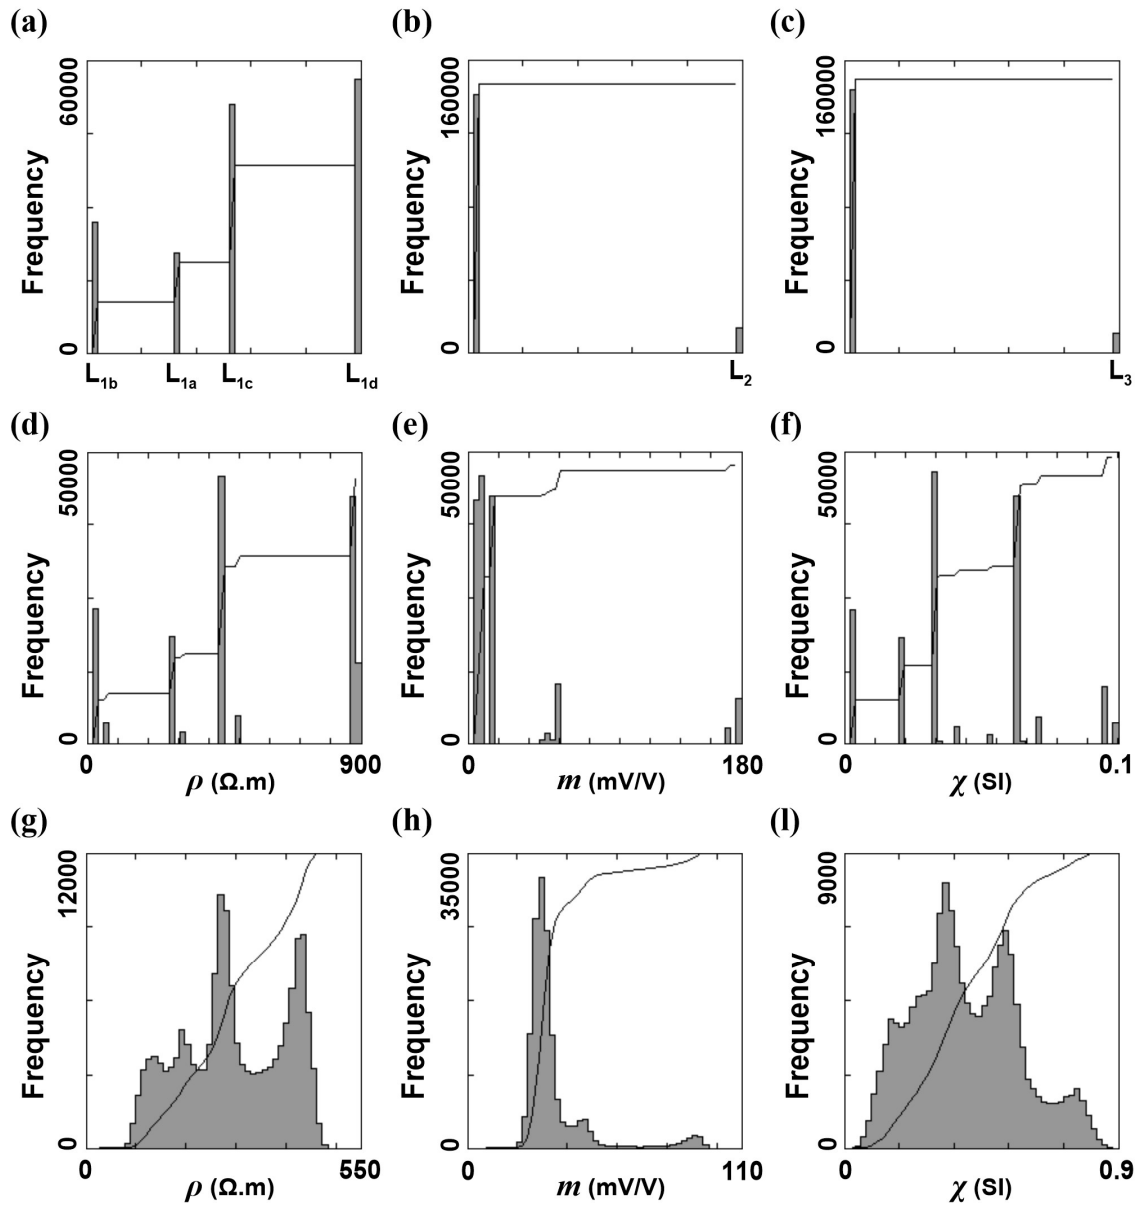 (a) (b) (c)
Frequency 0 60000 L1b L1a L1c L1d
Frequency 0 160000 L2
Frequency 0 160000 L3
(d) (e) (f)
Frequency 0 50000 0 900 ρ (Ω.m)
Frequency 0 50000 0 180 m (mV/V)
Frequency 0 50000 0 0.1 χ (SI)
(g) (h) (l)
Frequency 0 12000 0 550 ρ (Ω.m)
Frequency 0 35000 0 110 m (mV/V)
Frequency 0 9000 0 0.9 χ (SI)